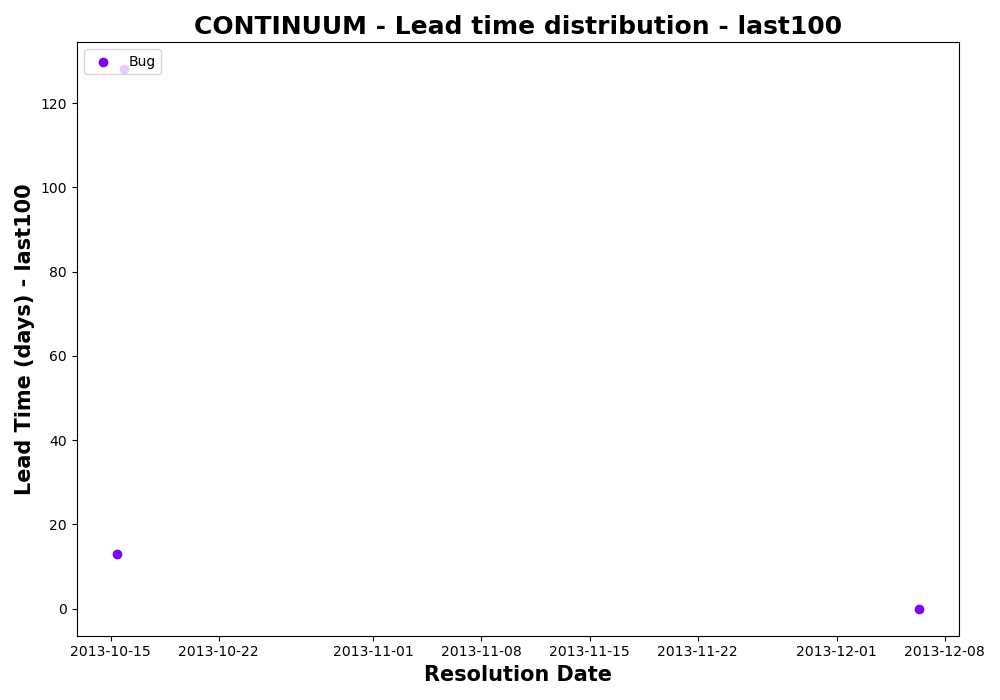 CONTINUUM - Lead time distribution - last100
Bug
120
100
80
60
40
20
0
Lead Time (days) - last100
2013-10-15 2013-10-22 2013-11-01 2013-11-08 2013-11-15 2013-11-22 2013-12-01 2013-12-08
Resolution Date